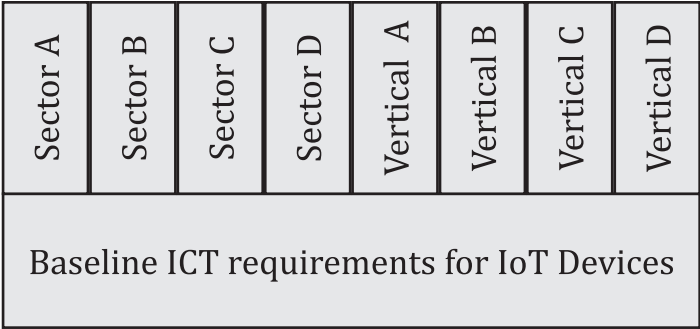 Sector A
Sector B
Sector C
Sector D
Vertical A
Vertical B
Vertical C
Vertical D
Baseline ICT requirements for IoT Devices